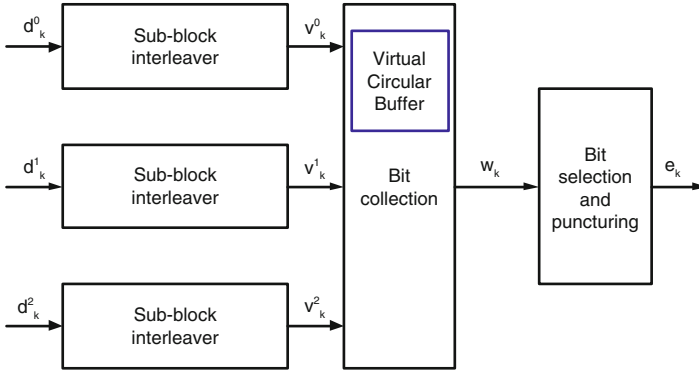 d⁰ₖ
Sub-block
interleaver
v⁰ₖ
Virtual
Circular
Buffer
d¹ₖ
Sub-block
interleaver
v¹ₖ
Bit
collection
wₖ
Bit
selection
and
puncturing
eₖ
d²ₖ
Sub-block
interleaver
v²ₖ